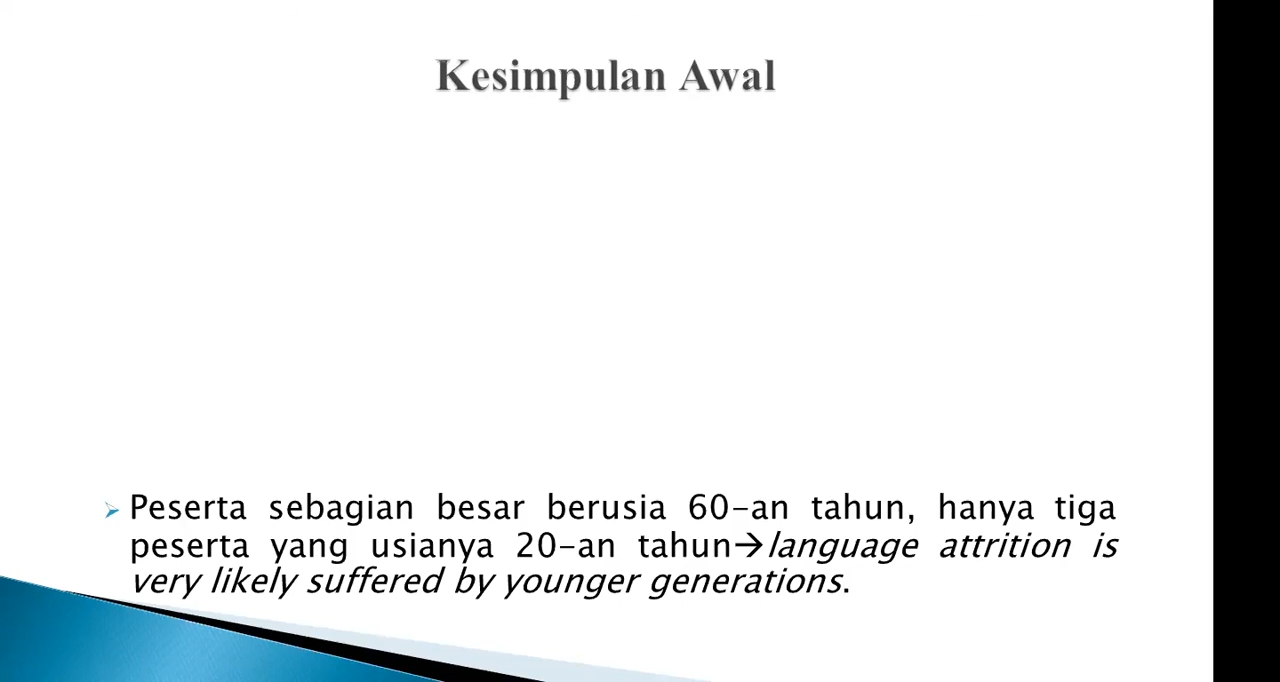 Kesimpulan Awal
➢ Peserta sebagian besar berusia 60-an tahun, hanya tiga
peserta yang usianya 20-an tahun→language attrition is
very likely suffered by younger generations.